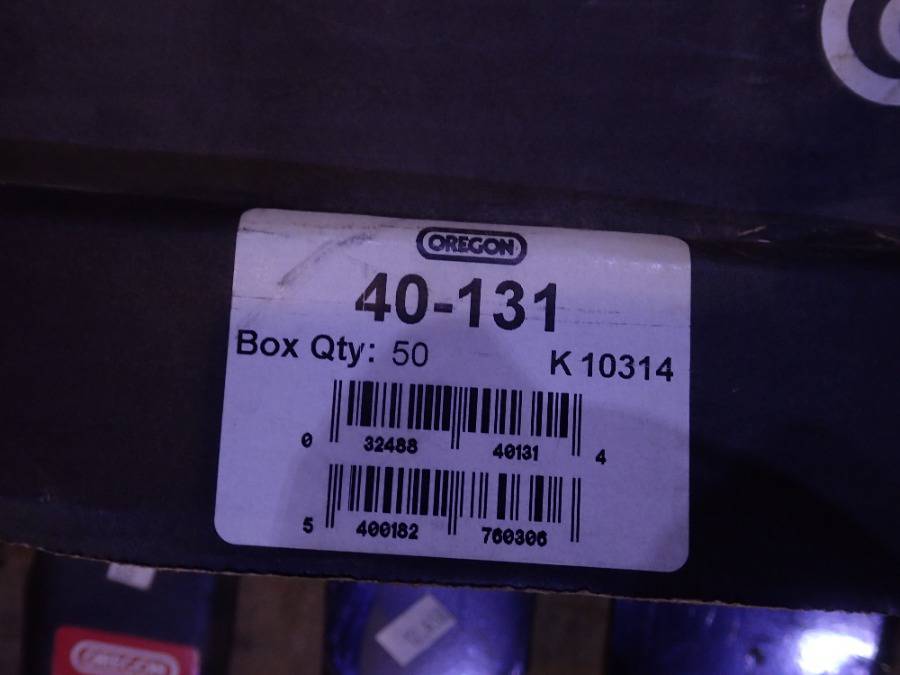 OREGON
40-131
Box Qty: 50 K 10314
0 32488 40131 4
5 400182 760306
OREGON